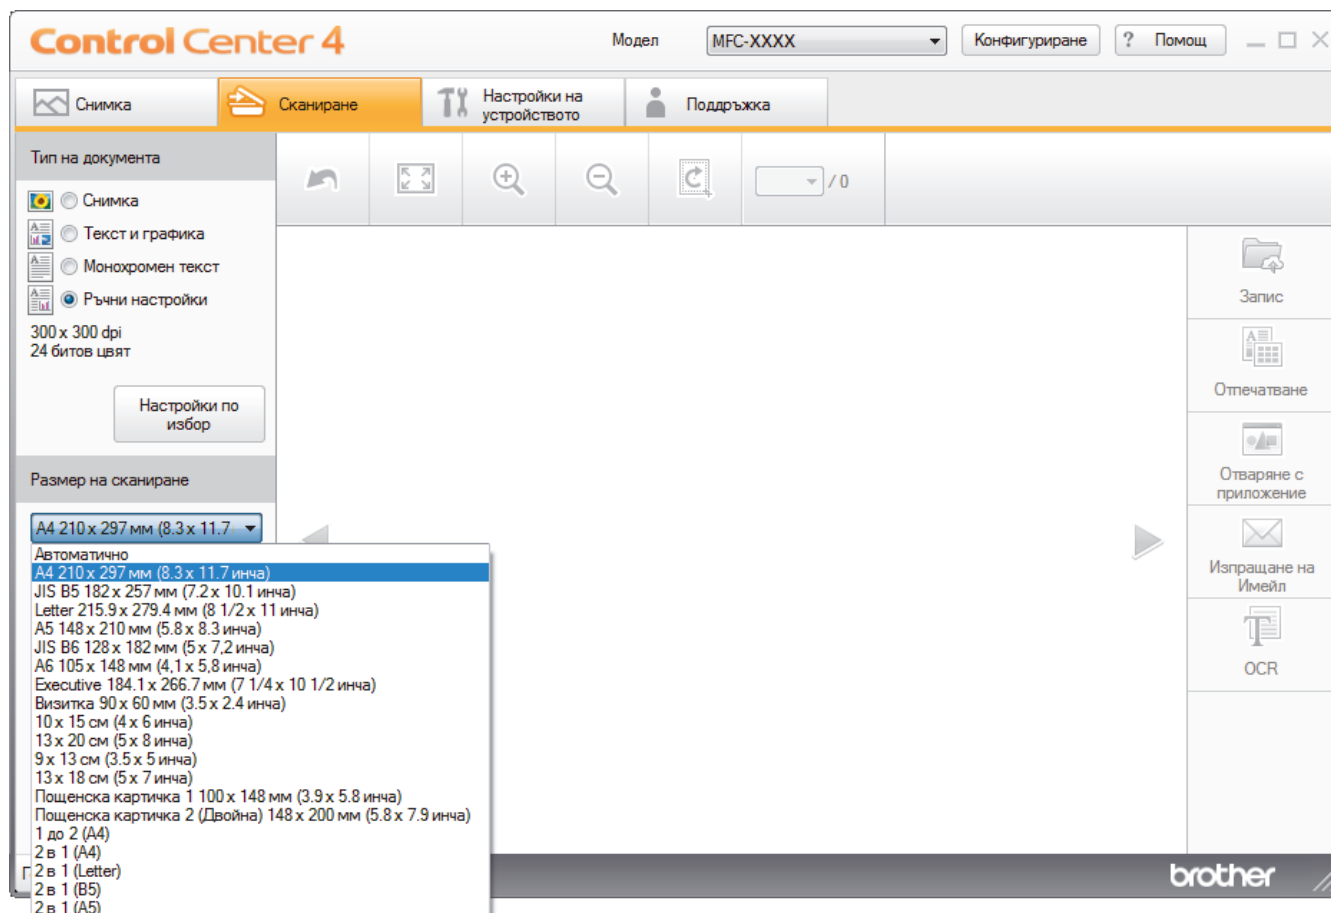 Control Center 4
Модел
MFC-XXXX
Конфигуриране
? Помощ
Снимка
Сканиране
Настройки на
устройството
Поддръжка
Тип на документа
/ 0
Снимка
Текст и графика
Монохромен текст
Ръчни настройки
300 x 300 dpi
24 битов цвят
Настройки по
избор
Размер на сканиране
A4 210 x 297 мм (8.3 x 11.7
Автоматично
A4 210 x 297 мм (8.3 x 11.7 инча)
JIS B5 182 x 257 мм (7.2 x 10.1 инча)
Letter 215.9 x 279.4 мм (8 1/2 x 11 инча)
A5 148 x 210 мм (5.8 x 8.3 инча)
JIS B6 128 x 182 мм (5 x 7,2 инча)
A6 105 x 148 мм (4,1 x 5,8 инча)
Executive 184.1 x 266.7 мм (7 1/4 x 10 1/2 инча)
Визитка 90 x 60 мм (3.5 x 2.4 инча)
10 x 15 см (4 x 6 инча)
13 x 20 см (5 x 8 инча)
9 x 13 см (3.5 x 5 инча)
13 x 18 см (5 x 7 инча)
Пощенска картичка 1 100 x 148 мм (3.9 x 5.8 инча)
Пощенска картичка 2 (Двойна) 148 x 200 мм (5.8 x 7.9 инча)
1 до 2 (A4)
2 в 1 (A4)
2 в 1 (Letter)
2 в 1 (B5)
2 в 1 (A5)
Запис
Отпечатване
Отваряне с
приложение
Изпращане на
Имейл
OCR
brother